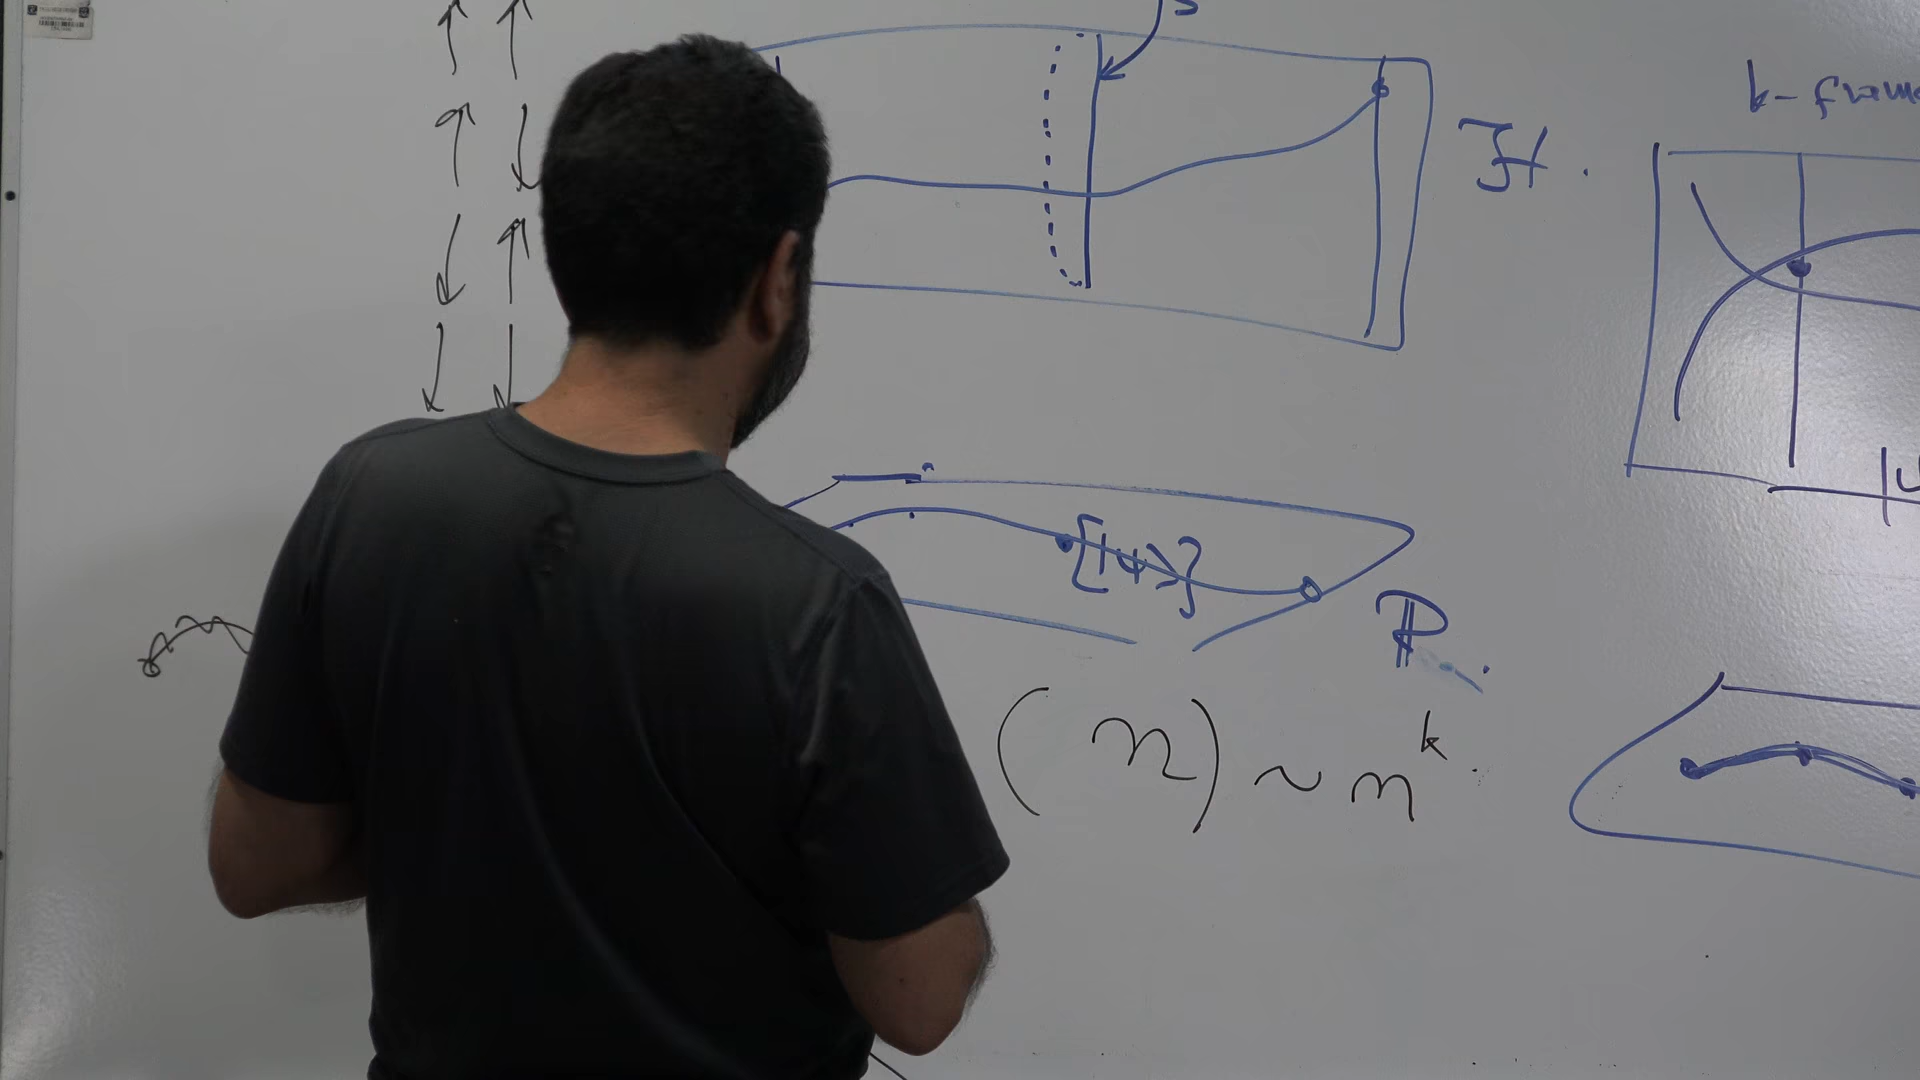 k-frame
H.
{|ψ>}
ℙ.
( n) ~ n^k.